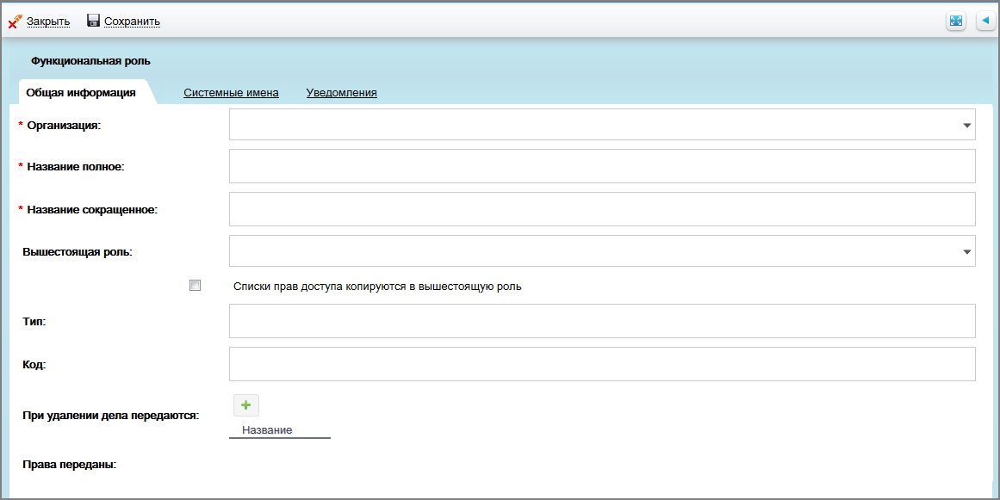 Закрыть Сохранить
Функциональная роль
Общая информация Системные имена Уведомления
* Организация:
* Название полное:
* Название сокращенное:
Вышестоящая роль:
Списки прав доступа копируются в вышестоящую роль
Тип:
Код:
При удалении дела передаются:
Название
Права переданы: